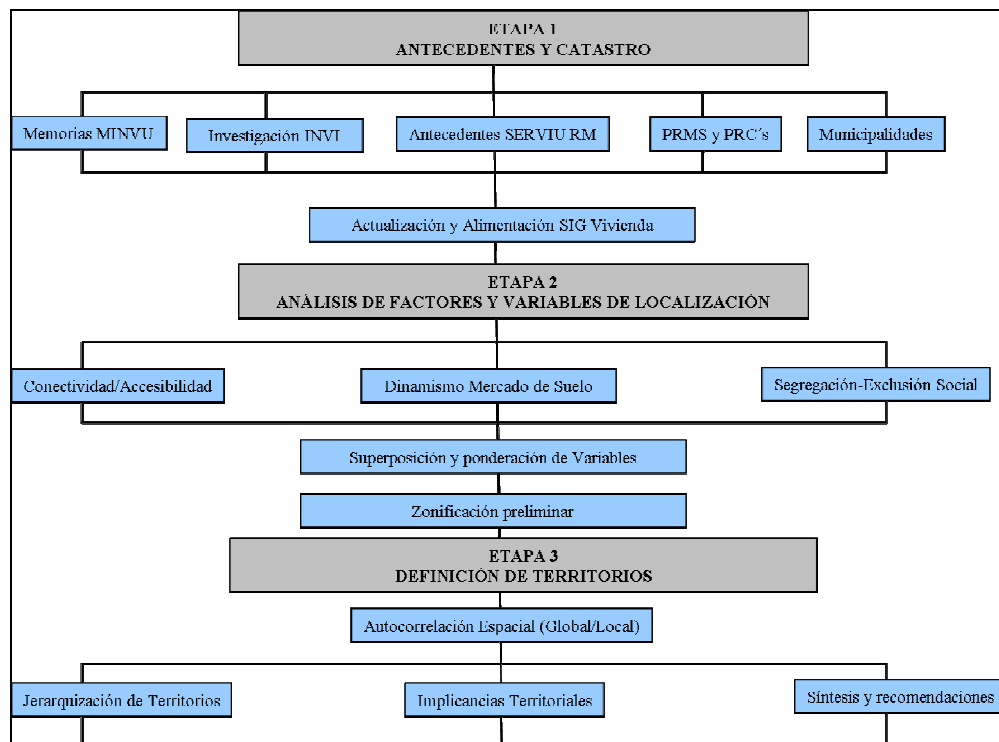 ETAPA 1
ANTECEDENTES Y CATASTRO
Memorias MINVU
Investigación INVI
Antecedentes SERVIU RM
PRMS y PRC´s
Municipalidades
Actualización y Alimentación SIG Vivienda
ETAPA 2
ANÀLISIS DE FACTORES Y VARIABLES DE LOCALIZACIÓN
Conectividad/Accesibilidad
Dinamismo Mercado de Suelo
Segregación-Exclusión Social
Superposición y ponderación de Variables
Zonificación preliminar
ETAPA 3
DEFINICIÓN DE TERRITORIOS
Autocorrelación Espacial (Global/Local)
Jerarquización de Territorios
Implicancias Territoriales
Síntesis y recomendaciones